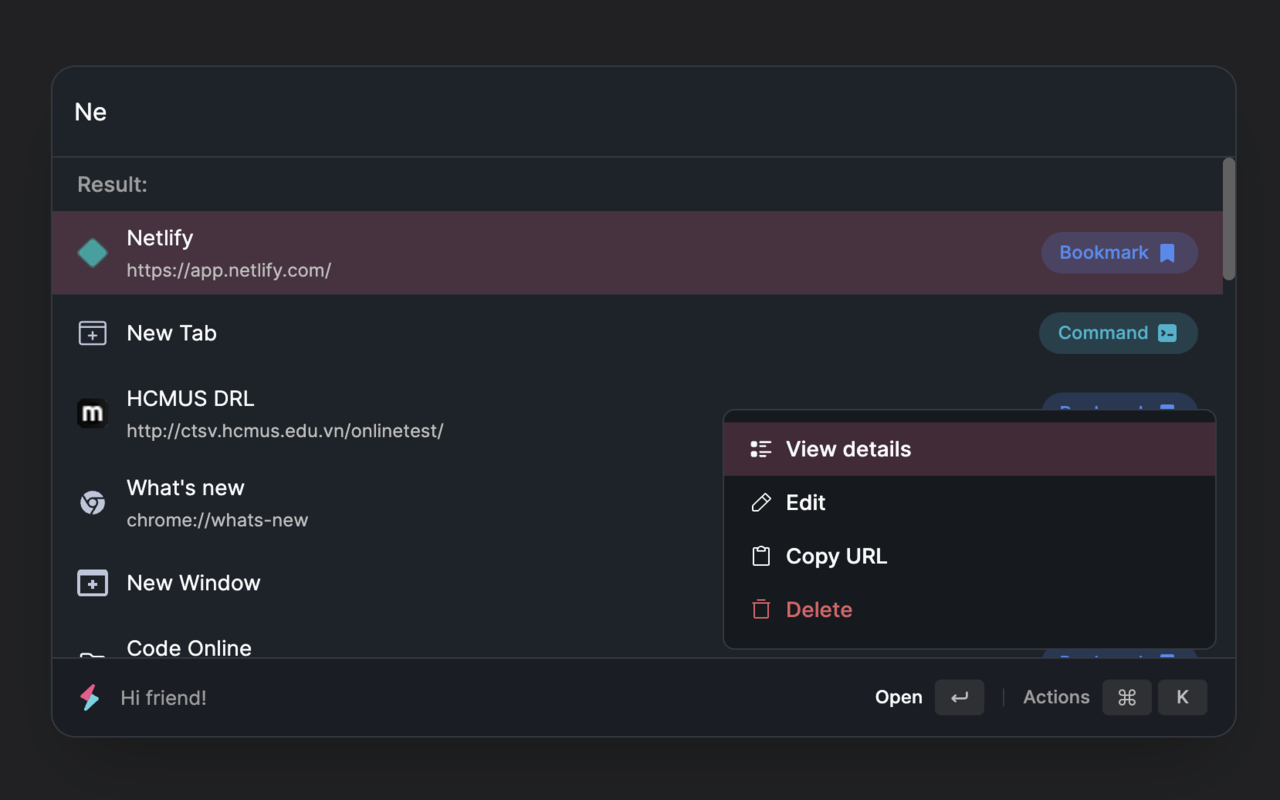 Ne
Result:
Netlify
https://app.netlify.com/
Bookmark
New Tab
Command
HCMUS DRL
http://ctsv.hcmus.edu.vn/onlinetest/
What's new
chrome://whats-new
New Window
Code Online
View details
Edit
Copy URL
Delete
Hi friend!
Open
Actions ⌘ K